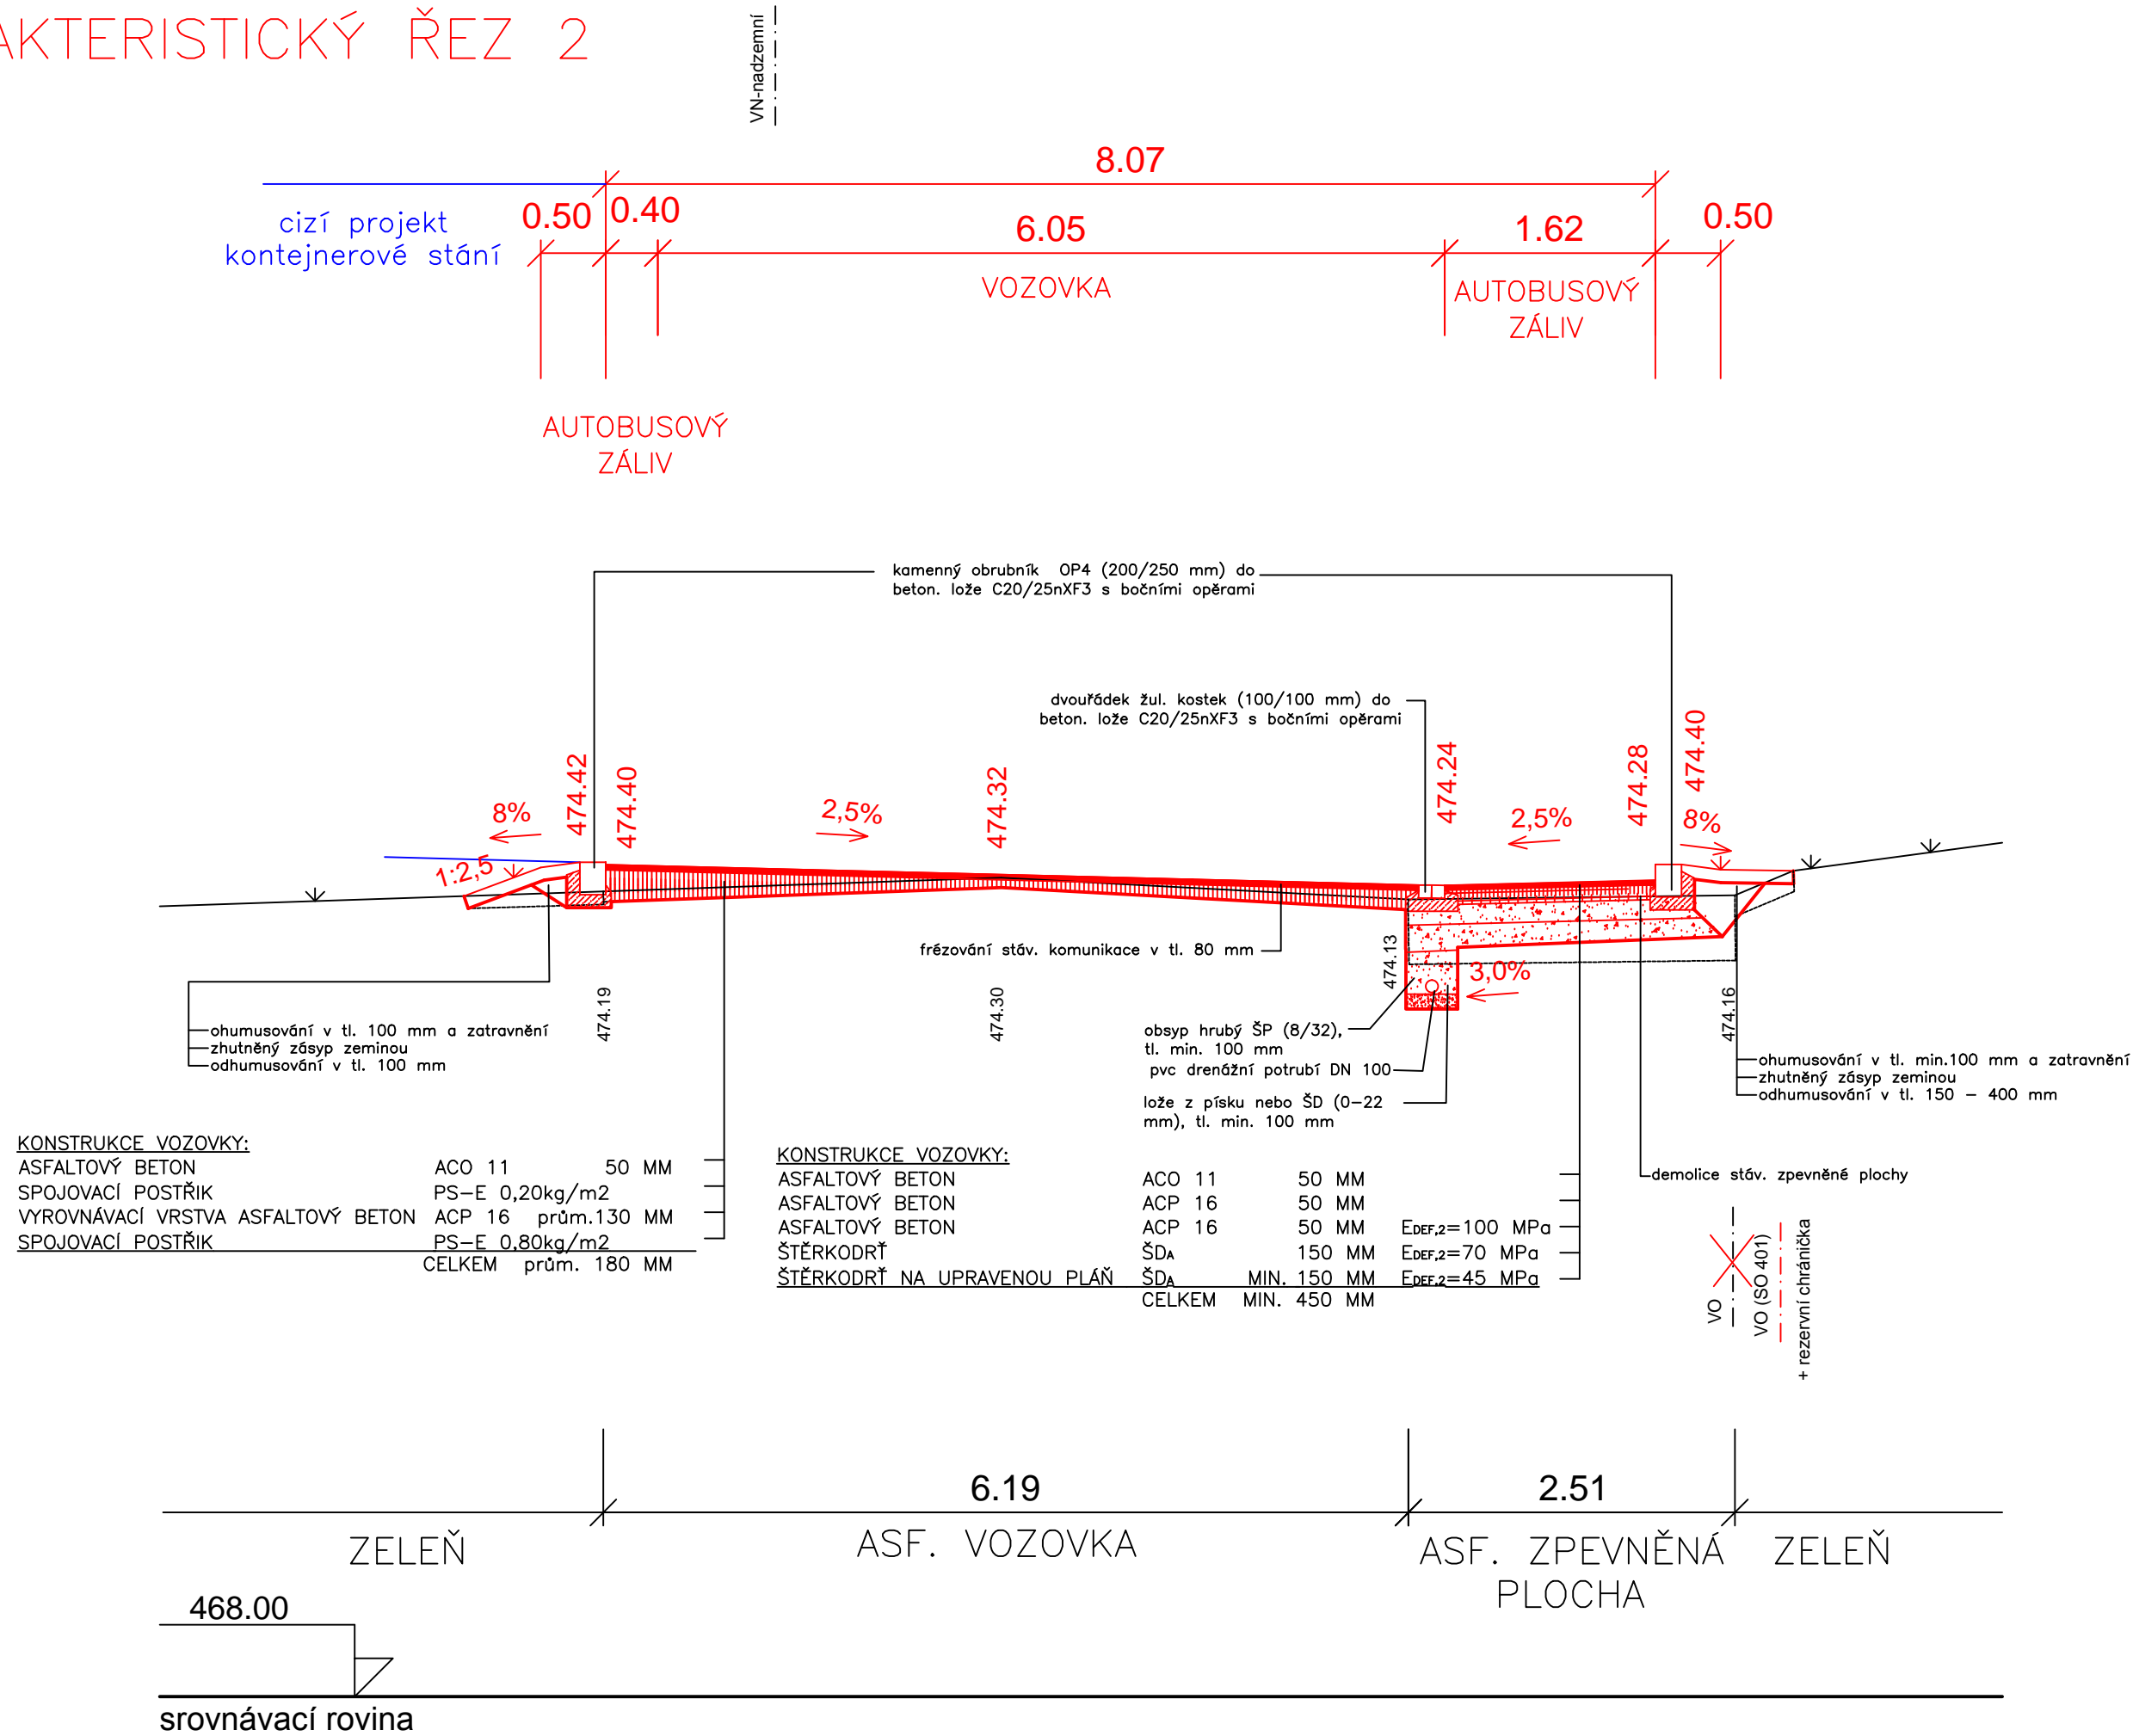 AKTERISTICKÝ ŘEZ 2
VN-nadzemní
8.07
cizí projekt
kontejnerové stání
0.50
0.40
6.05
1.62
0.50
VOZOVKA
AUTOBUSOVÝ
ZÁLIV
AUTOBUSOVÝ
ZÁLIV
kamenný obrubník OP4 (200/250 mm) do
beton. lože C20/25nXF3 s bočními opěrami
dvouřádek žul. kostek (100/100 mm) do
beton. lože C20/25nXF3 s bočními opěrami
8%
474.42
474.40
2,5%
474.32
474.24
2,5%
474.28
474.40
8%
1:2,5
frézování stáv. komunikace v tl. 80 mm
474.13
3,0%
474.19
474.30
474.16
ohumusování v tl. 100 mm a zatravnění
zhutněný zásyp zeminou
odhumusování v tl. 100 mm
obsyp hrubý ŠP (8/32),
tl. min. 100 mm
pvc drenážní potrubí DN 100
lože z písku nebo ŠD (0-22
mm), tl. min. 100 mm
ohumusování v tl. min.100 mm a zatravnění
zhutněný zásyp zeminou
odhumusování v tl. 150 - 400 mm
KONSTRUKCE VOZOVKY:
ASFALTOVÝ BETON ACO 11 50 MM
SPOJOVACÍ POSTŘIK PS-E 0,20kg/m2
VYROVNÁVACÍ VRSTVA ASFALTOVÝ BETON ACP 16 prům.130 MM
SPOJOVACÍ POSTŘIK PS-E 0,80kg/m2
CELKEM prům. 180 MM
KONSTRUKCE VOZOVKY:
ASFALTOVÝ BETON ACO 11 50 MM
ASFALTOVÝ BETON ACP 16 50 MM
ASFALTOVÝ BETON ACP 16 50 MM EDEF,2=100 MPa
ŠTĚRKODRŤ ŠDA 150 MM EDEF,2=70 MPa
ŠTĚRKODRŤ NA UPRAVENOU PLÁŇ ŠDA MIN. 150 MM EDEF,2=45 MPa
CELKEM MIN. 450 MM
demolice stáv. zpevněné plochy
VO
VO (SO 401)
+ rezervní chránička
6.19
2.51
ZELEŇ
ASF. VOZOVKA
ASF. ZPEVNĚNÁ
PLOCHA
ZELEŇ
468.00
srovnávací rovina